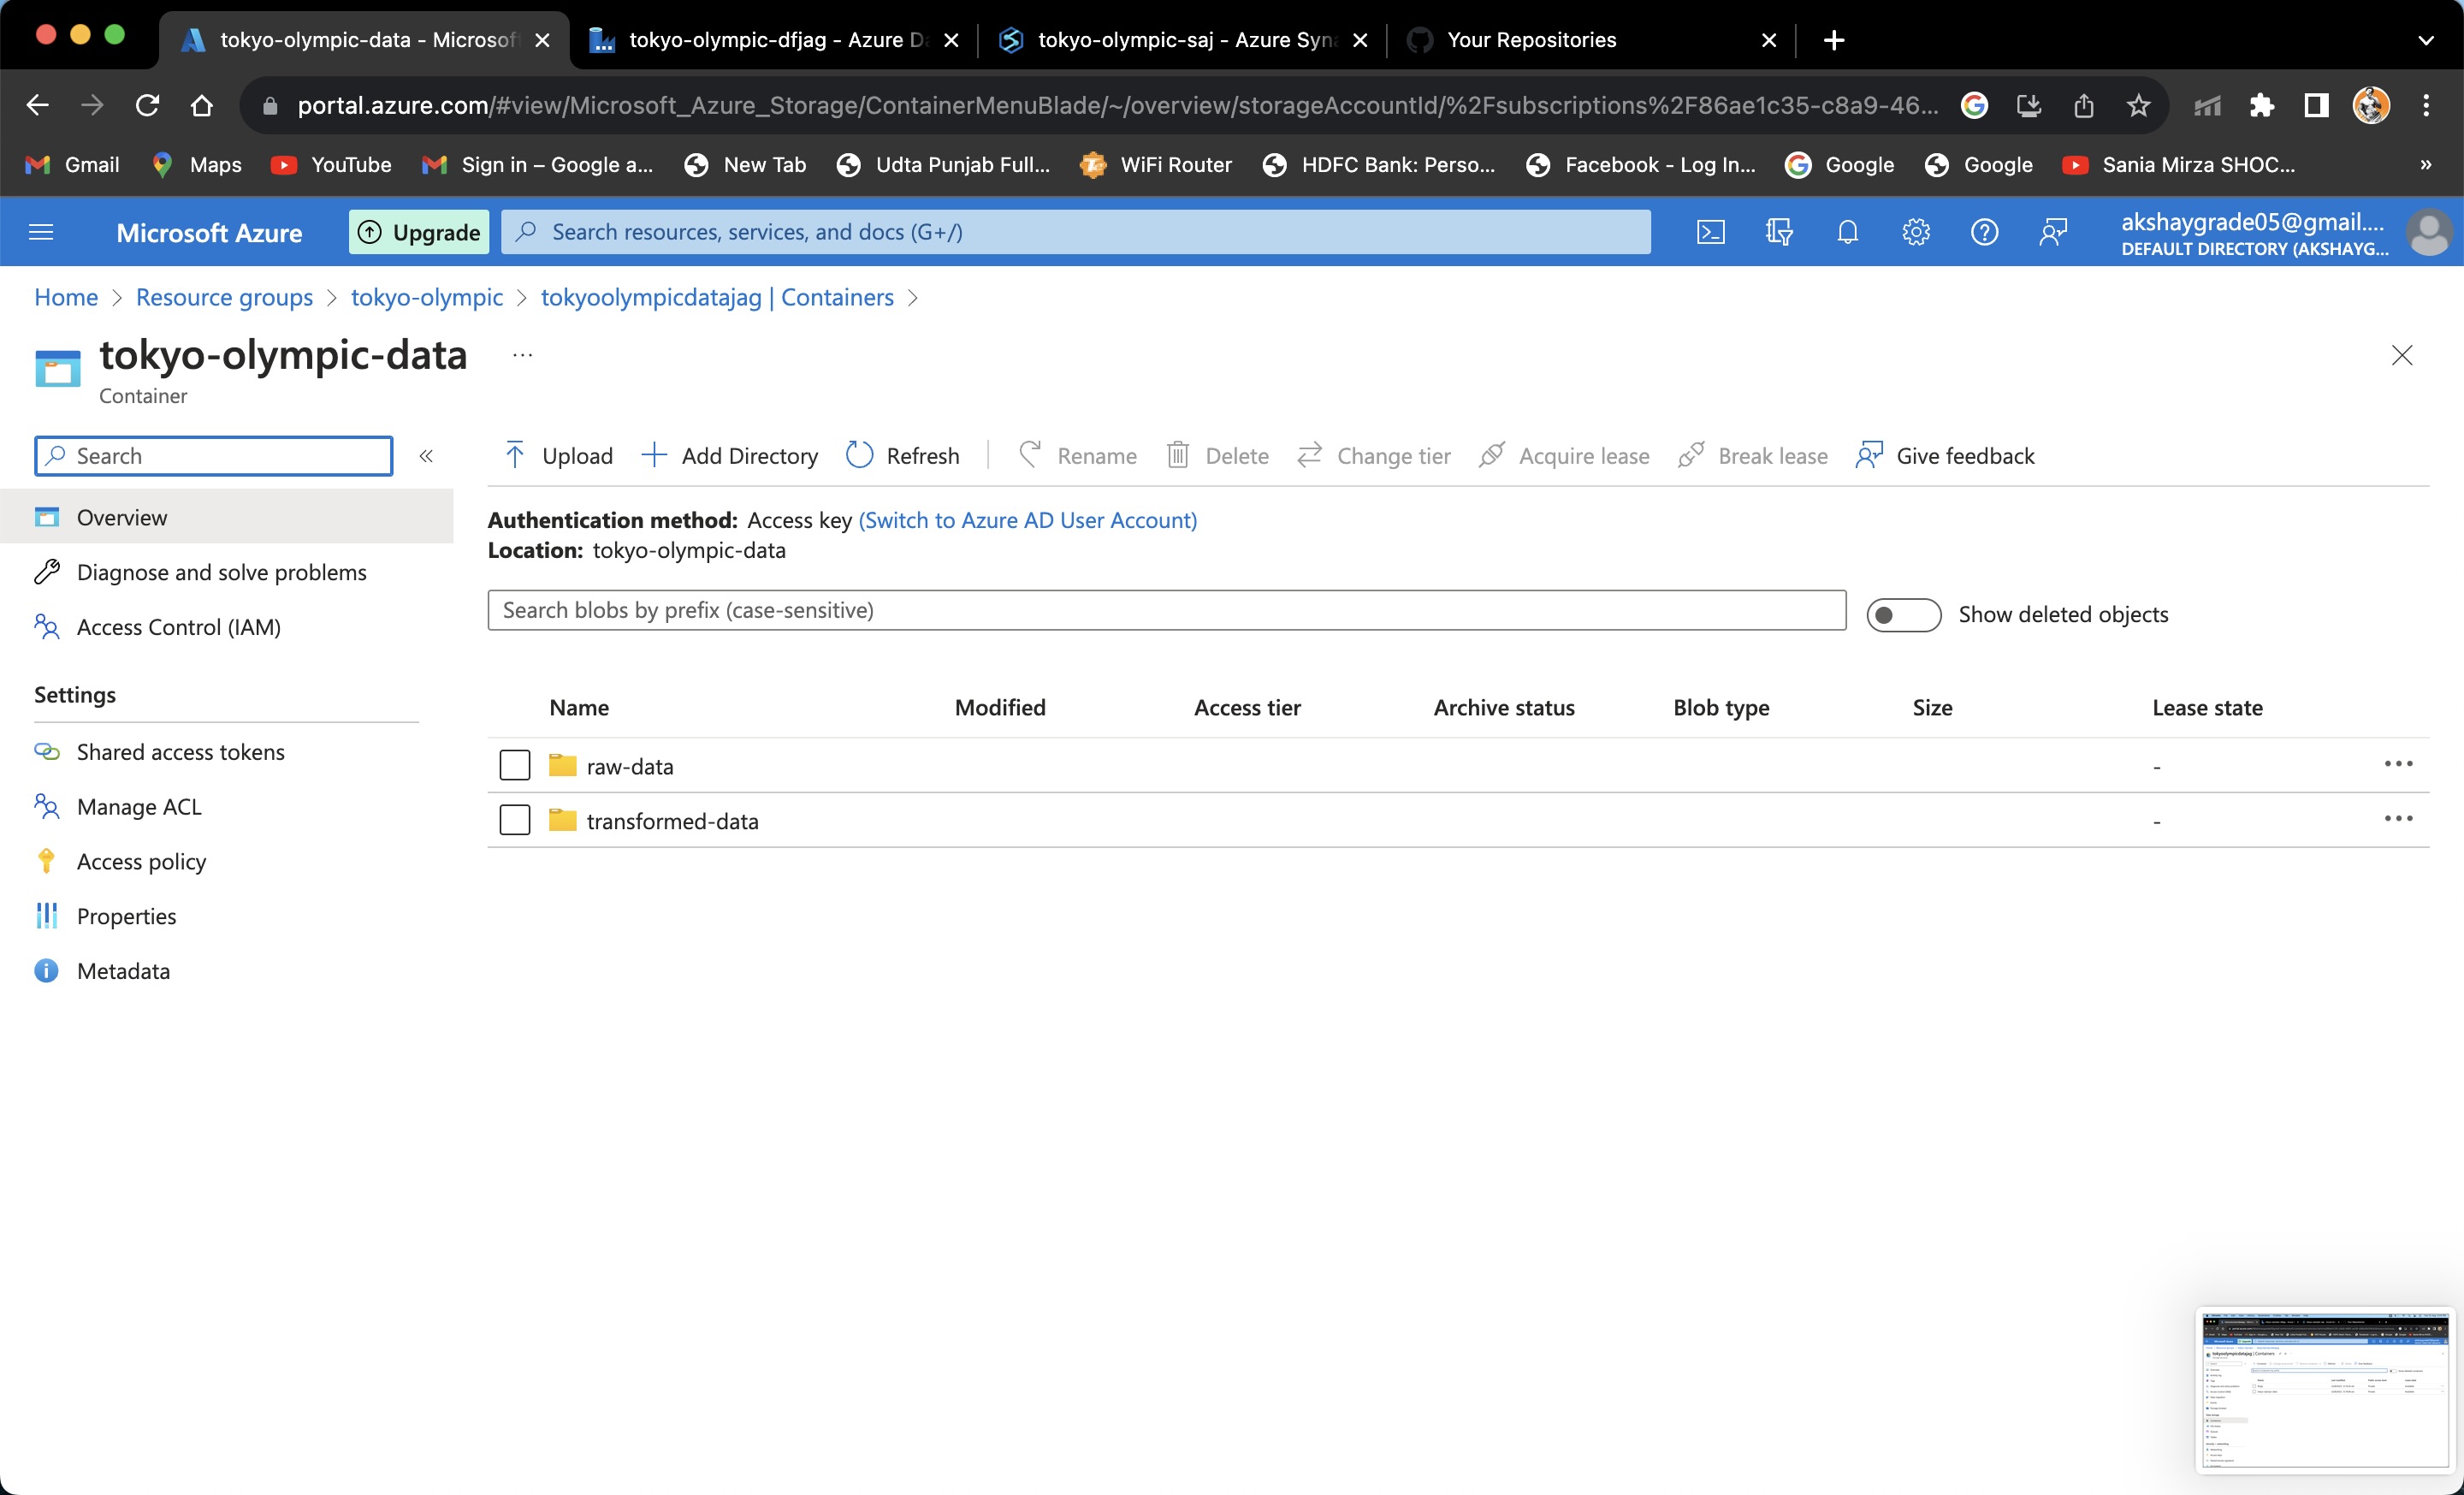 tokyo-olympic-data - Microsof
tokyo-olympic-dfjag - Azure Da
tokyo-olympic-saj - Azure Syna
Your Repositories
portal.azure.com/#view/Microsoft_Azure_Storage/ContainerMenuBlade/~/overview/storageAccountId/%2Fsubscriptions%2F86ae1c35-c8a9-46...
Gmail
Maps
YouTube
Sign in – Google a...
New Tab
Udta Punjab Full...
WiFi Router
HDFC Bank: Perso...
Facebook - Log In...
Google
Google
Sania Mirza SHOC...
»
Microsoft Azure
Upgrade
Search resources, services, and docs (G+/)
akshaygrade05@gmail....
DEFAULT DIRECTORY (AKSHAYG...
Home > Resource groups > tokyo-olympic > tokyoolympicdatajag | Containers >
tokyo-olympic-data
...
Container
Search
«
Upload
Add Directory
Refresh
Rename
Delete
Change tier
Acquire lease
Break lease
Give feedback
Overview
Diagnose and solve problems
Access Control (IAM)
Settings
Shared access tokens
Manage ACL
Access policy
Properties
Metadata
Authentication method: Access key (Switch to Azure AD User Account)
Location: tokyo-olympic-data
Search blobs by prefix (case-sensitive)
Show deleted objects
Name Modified Access tier Archive status Blob type Size Lease state
raw-data - ...
transformed-data - ...